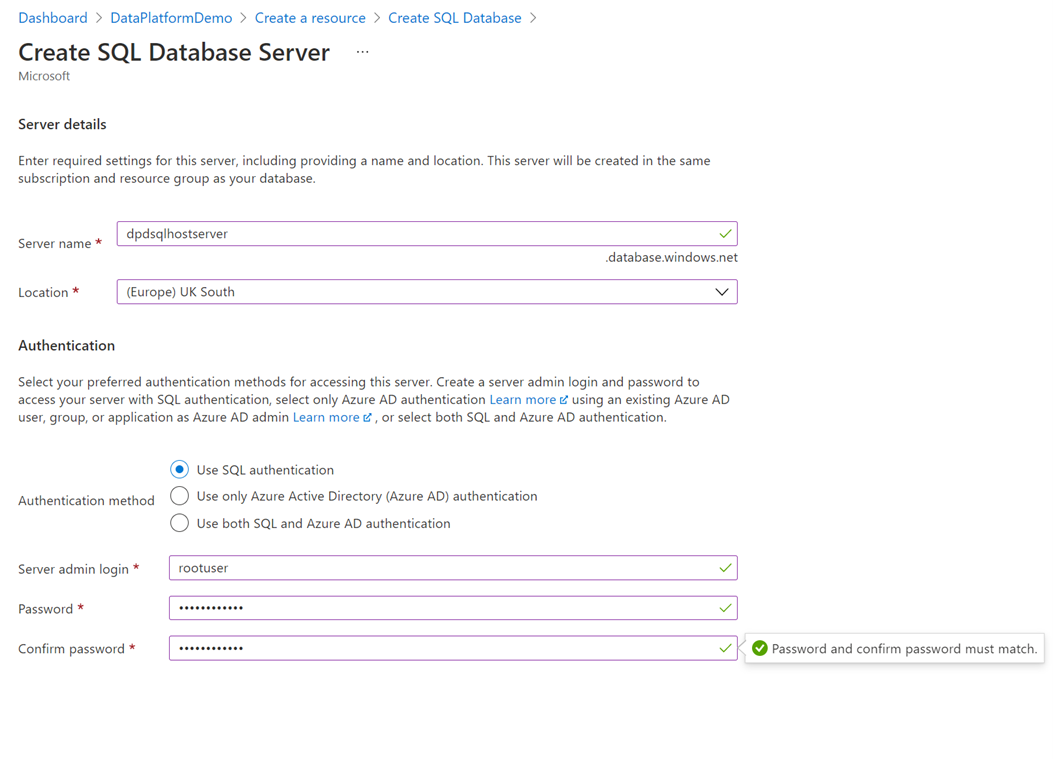 Dashboard > DataPlatformDemo > Create a resource > Create SQL Database >
Create SQL Database Server ...
Microsoft
Server details
Enter required settings for this server, including providing a name and location. This server will be created in the same
subscription and resource group as your database.
Server name *
dpdsqlhostserver
.database.windows.net
Location *
(Europe) UK South
Authentication
Select your preferred authentication methods for accessing this server. Create a server admin login and password to
access your server with SQL authentication, select only Azure AD authentication Learn more using an existing Azure AD
user, group, or application as Azure AD admin Learn more , or select both SQL and Azure AD authentication.
Authentication method
Use SQL authentication
Use only Azure Active Directory (Azure AD) authentication
Use both SQL and Azure AD authentication
Server admin login *
rootuser
Password *
••••••••••••
Confirm password *
••••••••••••
Password and confirm password must match.